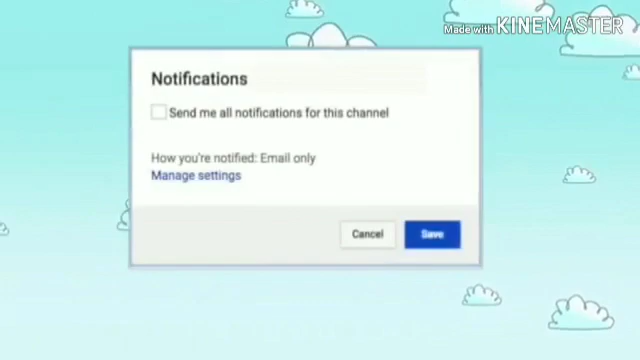 Made with KINEMASTER
Notifications
Send me all notifications for this channel
How you're notified: Email only
Manage settings
Cancel
Save